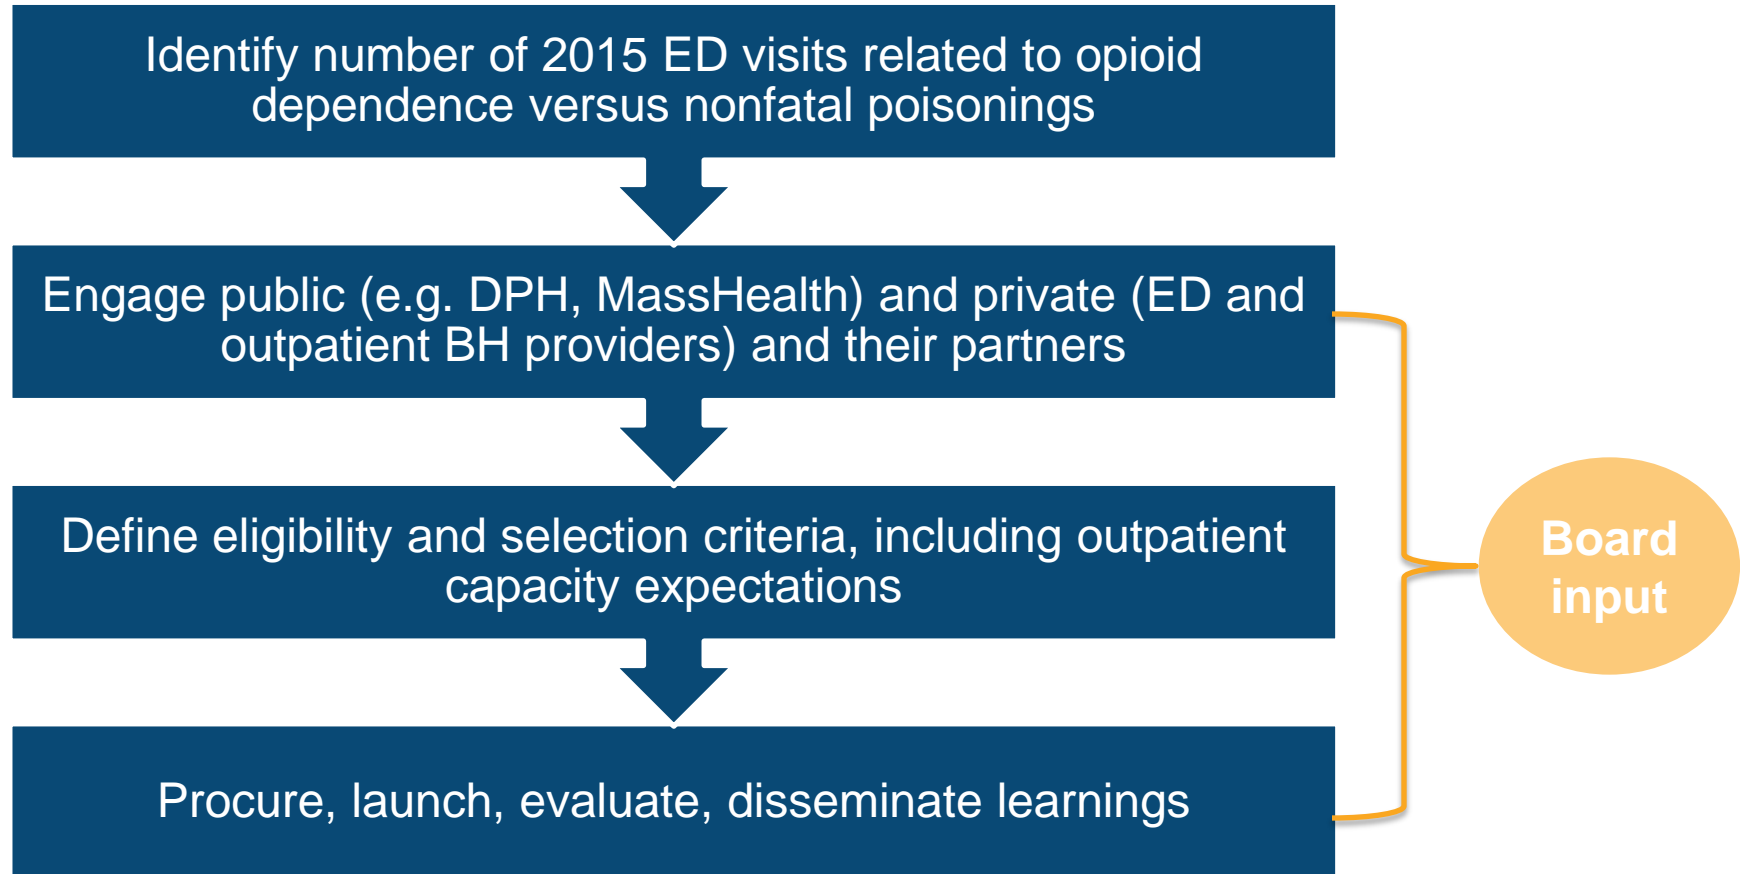 Identify number of 2015 ED visits related to opioid
dependence versus nonfatal poisonings
Engage public (e.g. DPH, MassHealth) and private (ED and
outpatient BH providers) and their partners
Define eligibility and selection criteria, including outpatient
capacity expectations
Procure, launch, evaluate, disseminate learnings
Board
input